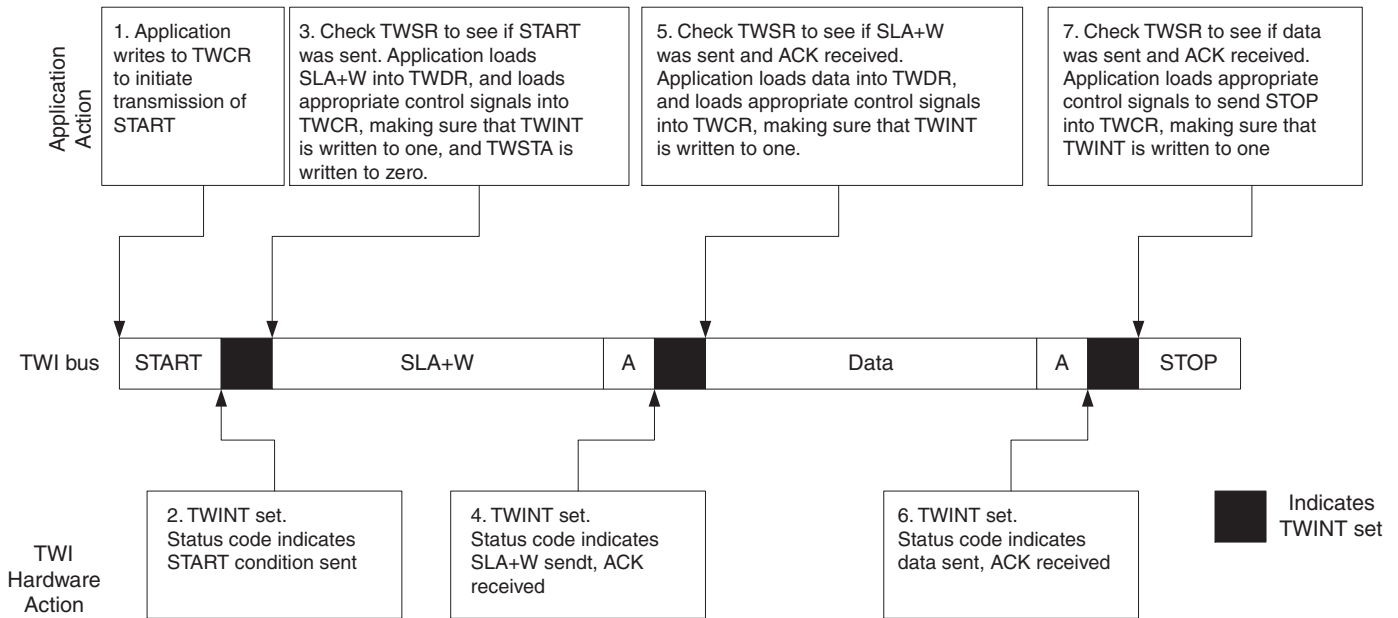 Application
Action
1. Application
writes to TWCR
to initiate
transmission of
START
3. Check TWSR to see if START
was sent. Application loads
SLA+W into TWDR, and loads
appropriate control signals into
TWCR, making sure that TWINT
is written to one, and TWSTA is
written to zero.
5. Check TWSR to see if SLA+W
was sent and ACK received.
Application loads data into TWDR,
and loads appropriate control signals
into TWCR, making sure that TWINT
is written to one.
7. Check TWSR to see if data
was sent and ACK received.
Application loads appropriate
control signals to send STOP
into TWCR, making sure that
TWINT is written to one
TWI bus
START
SLA+W
A
Data
A
STOP
TWI
Hardware
Action
2. TWINT set.
Status code indicates
START condition sent
4. TWINT set.
Status code indicates
SLA+W sendt, ACK
received
6. TWINT set.
Status code indicates
data sent, ACK received
Indicates
TWINT set